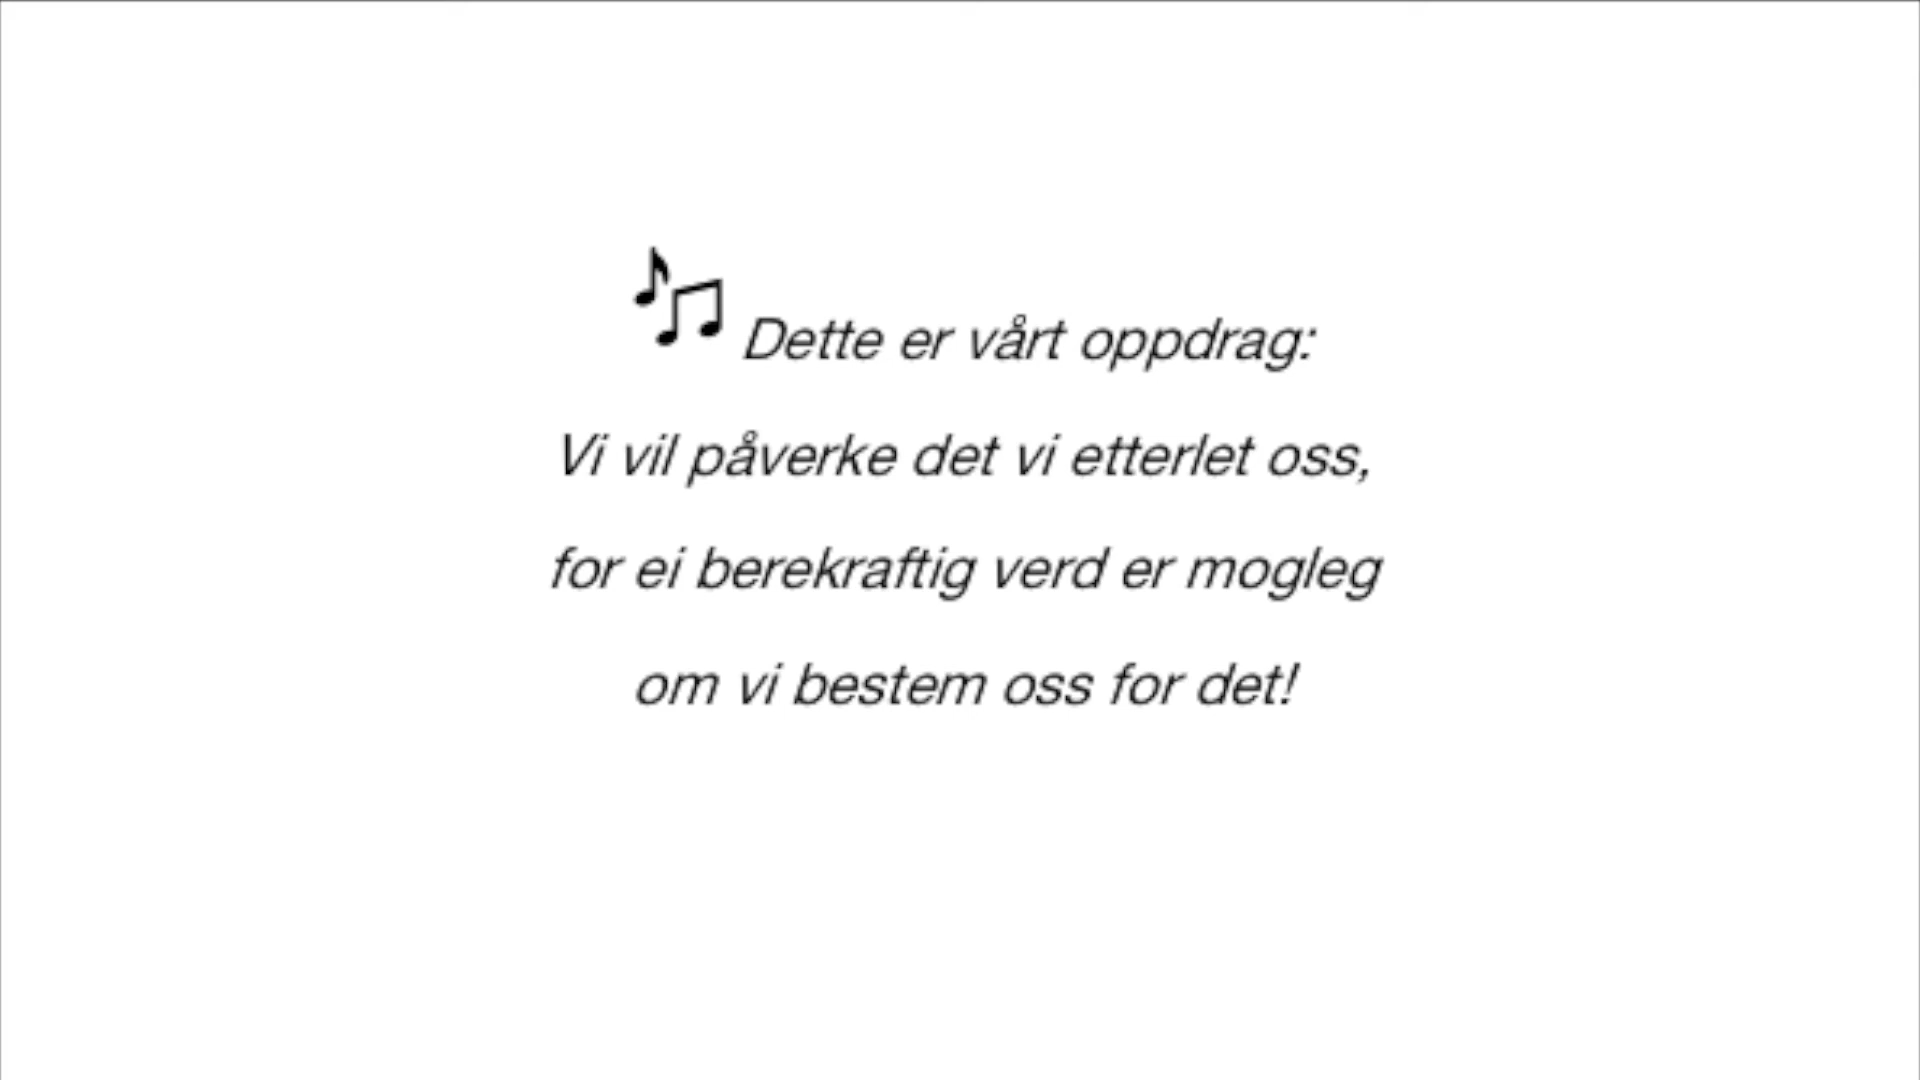 Dette er vårt oppdrag:
Vi vil påverke det vi etterlet oss,
for ei berekraftig verd er mogleg
om vi bestem oss for det!